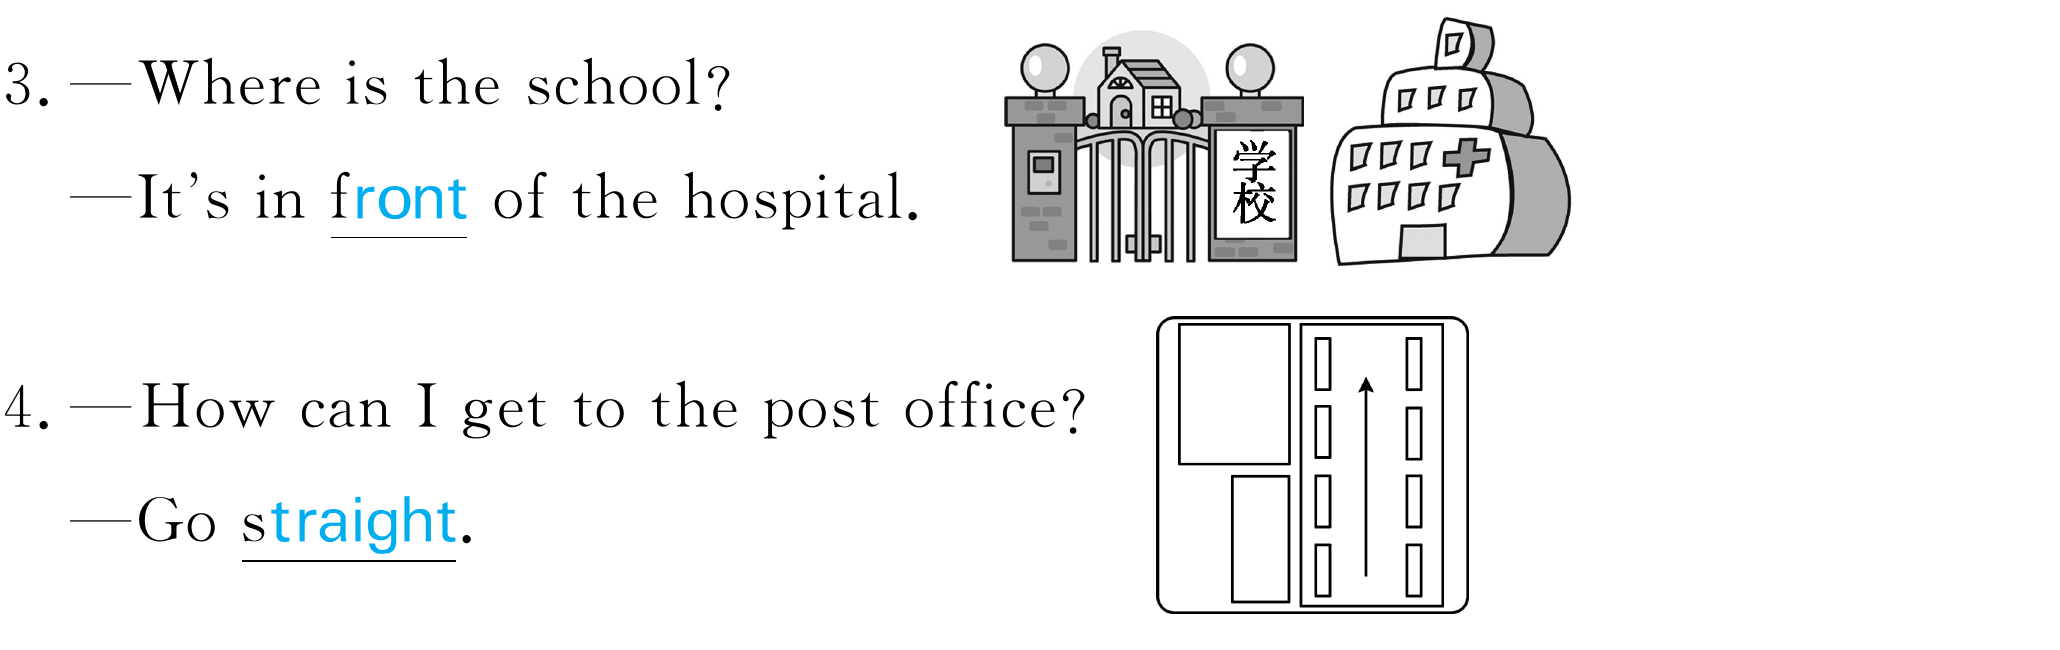 3. —Where is the school?
—It's in front of the hospital.
学校
4. —How can I get to the post office?
—Go straight.